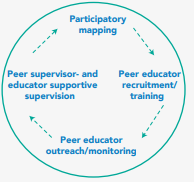 Participatory
mapping
Peer educator
recruitment/
training
Peer educator
outreach/monitoring
Peer supervisor- and
educator supportive
supervision